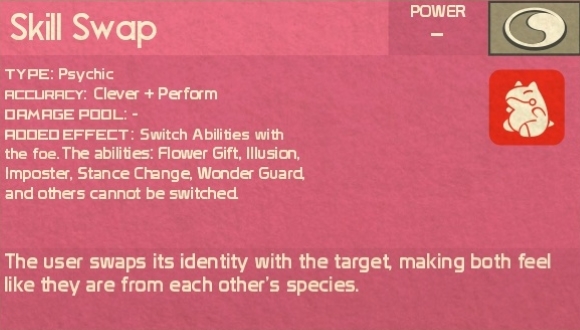 Skill Swap
POWER
–
TYPE: Psychic
ACCURACY: Clever + Perform
DAMAGE POOL: -
ADDED EFFECT: Switch Abilities with
the foe. The abilities: Flower Gift, Illusion,
Imposter, Stance Change, Wonder Guard,
and others cannot be switched.
The user swaps its identity with the target, making both feel
like they are from each other's species.